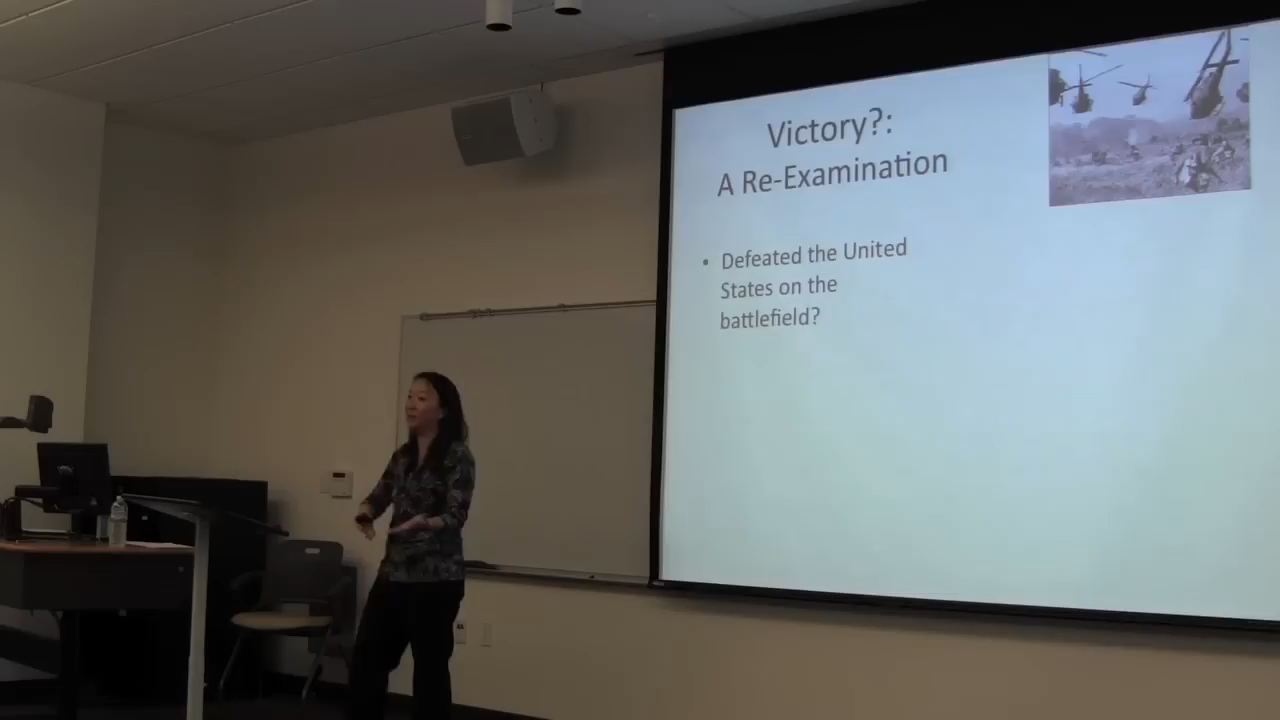 Victory?:
A Re-Examination
• Defeated the United
States on the
battlefield?